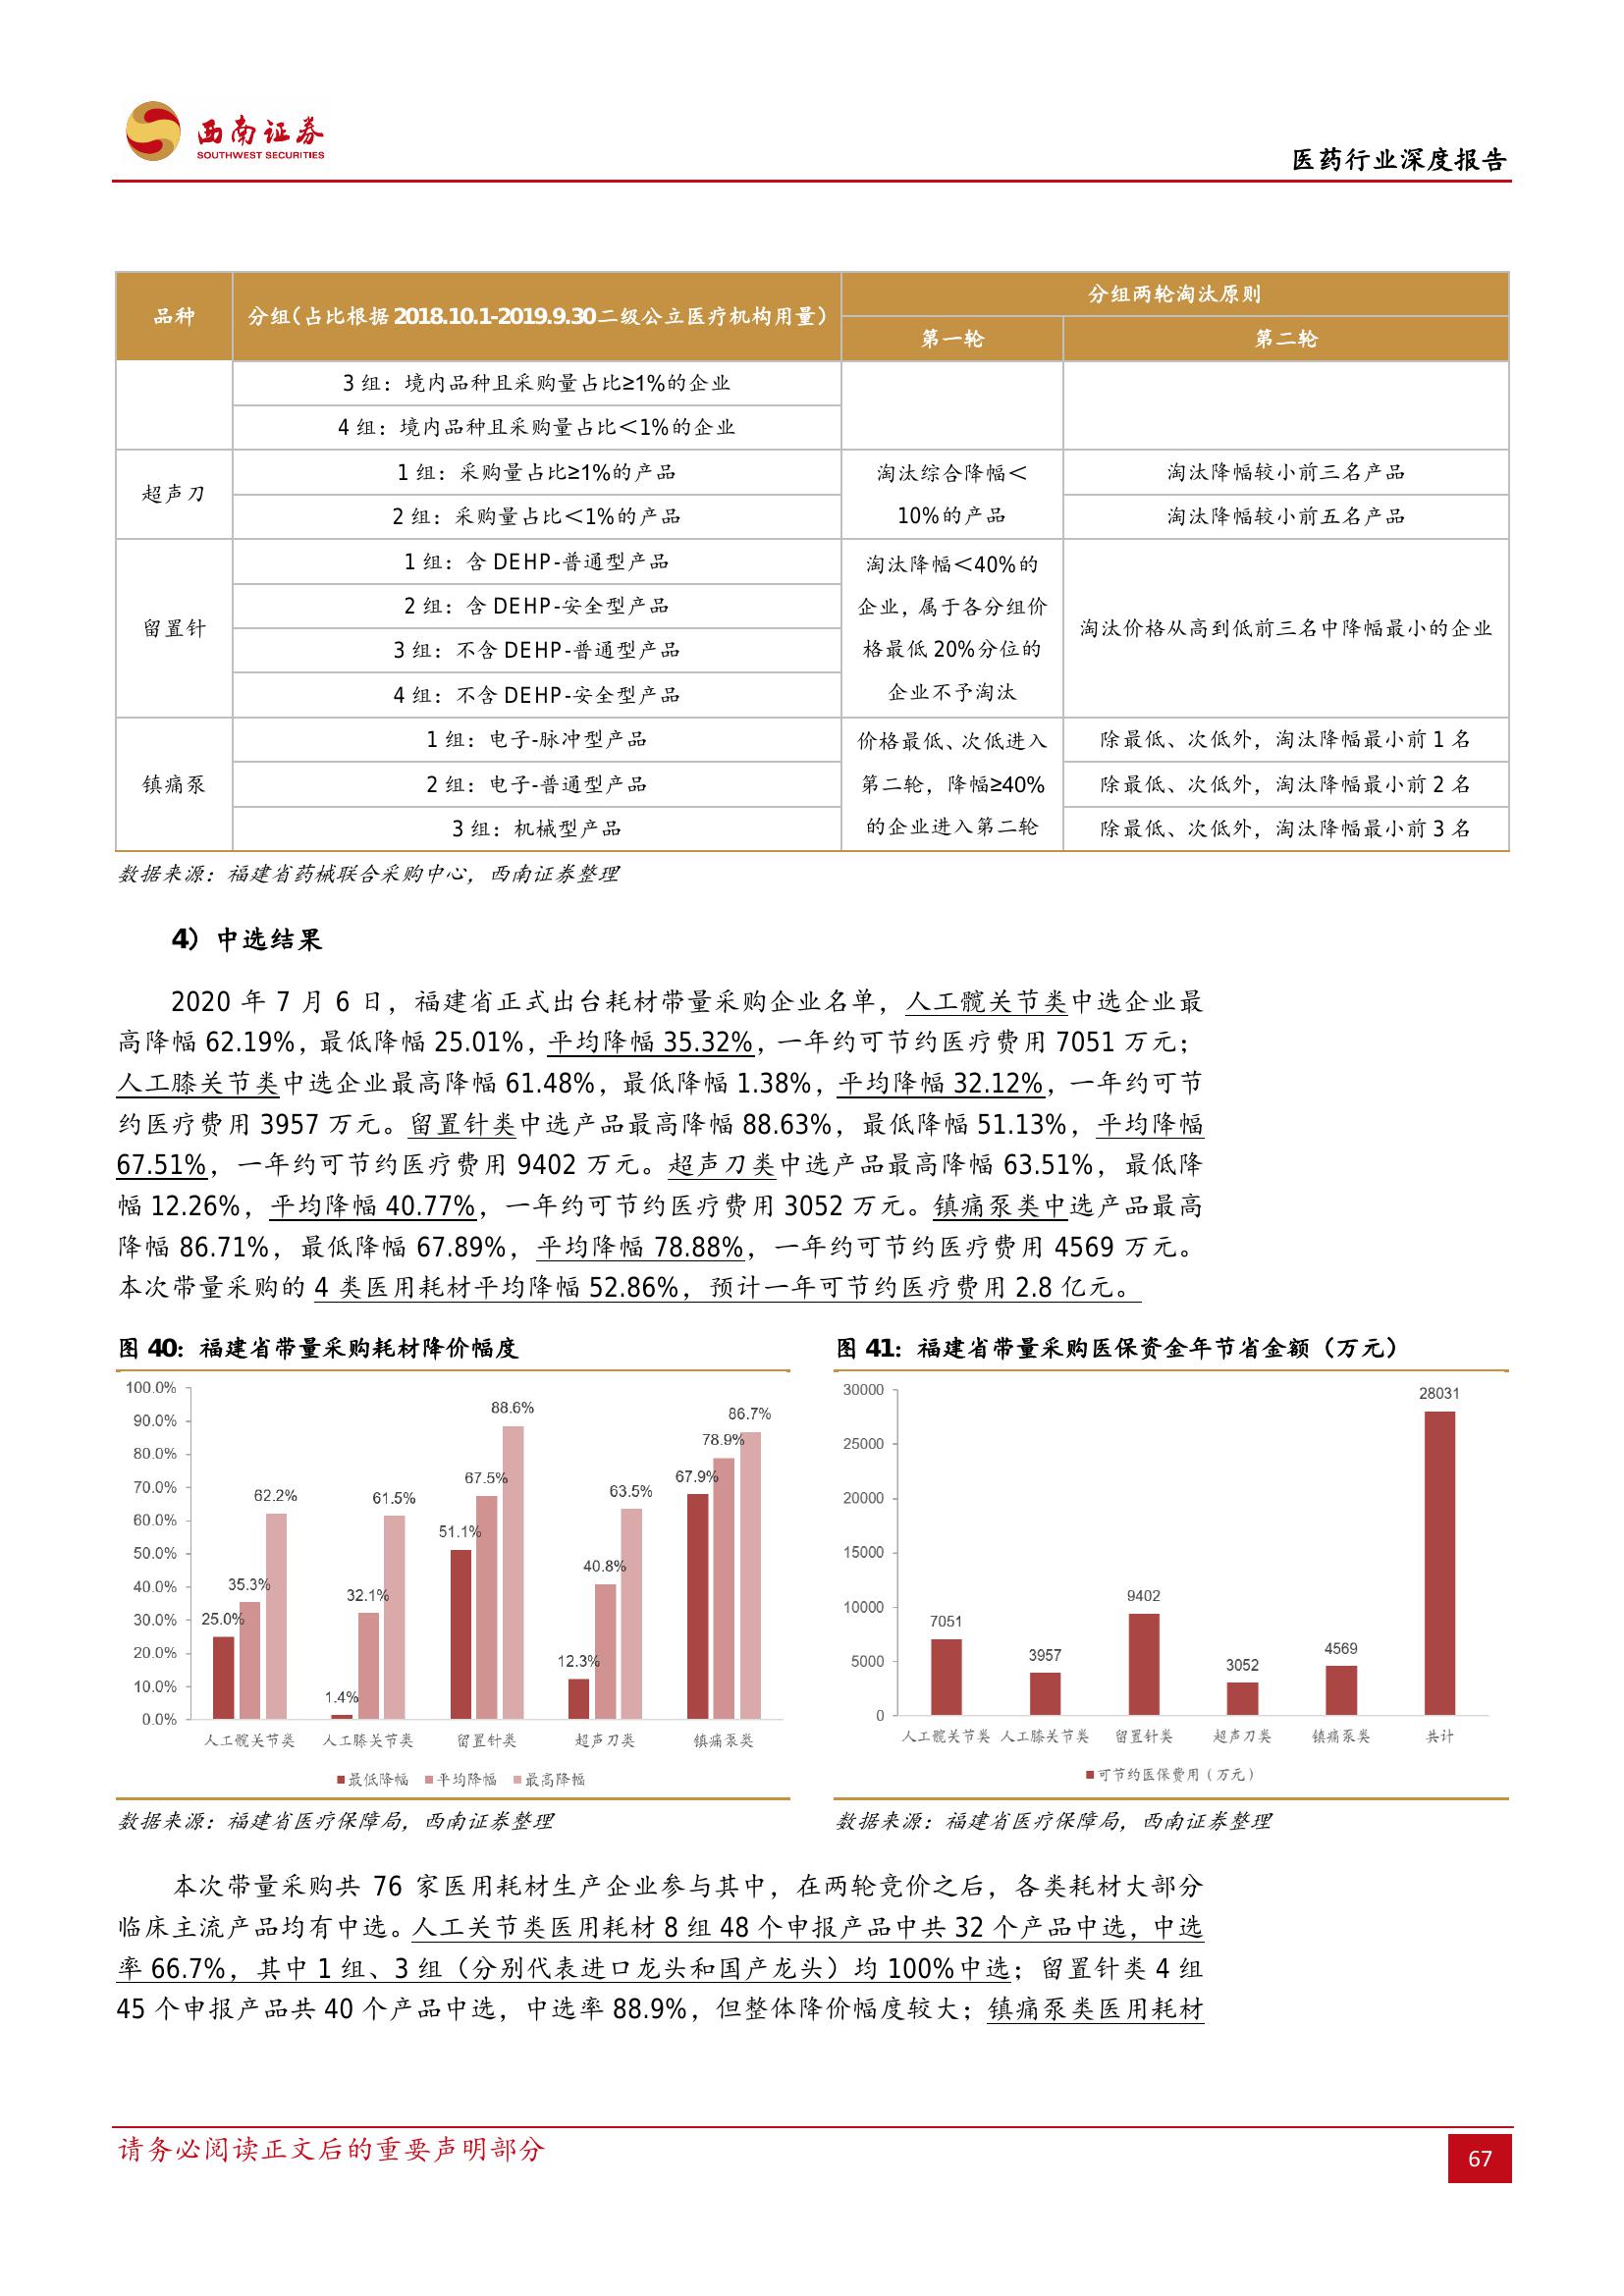 西南证券
SOUTHWEST SECURITIES
医药行业深度报告
品种
分组(占比根据2018.10.1-2019.9.30二级公立医疗机构用量)
分组两轮淘汰原则
第一轮
第二轮
3 组：境内品种且采购量占比≥1%的企业
4 组：境内品种且采购量占比＜1%的企业
超声刀
1 组：采购量占比≥1%的产品
2 组：采购量占比＜1%的产品
淘汰综合降幅＜
10%的产品
淘汰降幅较小前三名产品
淘汰降幅较小前五名产品
留置针
1 组：含 DEHP-普通型产品
2 组：含 DEHP-安全型产品
3 组：不含 DEHP-普通型产品
4 组：不含 DEHP-安全型产品
淘汰降幅＜40%的
企业，属于各分组价
格最低 20%分位的
企业不予淘汰
淘汰价格从高到低前三名中降幅最小的企业
镇痛泵
1 组：电子-脉冲型产品
2 组：电子-普通型产品
3 组：机械型产品
价格最低、次低进入
第二轮，降幅≥40%
的企业进入第二轮
除最低、次低外，淘汰降幅最小前 1 名
除最低、次低外，淘汰降幅最小前 2 名
除最低、次低外，淘汰降幅最小前 3 名
数据来源：福建省药械联合采购中心，西南证券整理
4）中选结果
2020 年 7 月 6 日，福建省正式出台耗材带量采购企业名单，人工髋关节类中选企业最
高降幅 62.19%，最低降幅 25.01%，平均降幅 35.32%，一年约可节约医疗费用 7051 万元；
人工膝关节类中选企业最高降幅 61.48%，最低降幅 1.38%，平均降幅 32.12%，一年约可节
约医疗费用 3957 万元。留置针类中选产品最高降幅 88.63%，最低降幅 51.13%，平均降幅
67.51%，一年约可节约医疗费用 9402 万元。超声刀类中选产品最高降幅 63.51%，最低降
幅 12.26%，平均降幅 40.77%，一年约可节约医疗费用 3052 万元。镇痛泵类中选产品最高
降幅 86.71%，最低降幅 67.89%，平均降幅 78.88%，一年约可节约医疗费用 4569 万元。
本次带量采购的 4 类医用耗材平均降幅 52.86%，预计一年可节约医疗费用 2.8 亿元。
图 40：福建省带量采购耗材降价幅度
100.0%
90.0%
80.0%
70.0%
60.0%
50.0%
40.0%
30.0%
20.0%
10.0%
0.0%
25.0%
35.3%
62.2%
1.4%
32.1%
61.5%
51.1%
67.5%
88.6%
12.3%
40.8%
63.5%
67.9%
78.9%
86.7%
人工髋关节类
人工膝关节类
留置针类
超声刀类
镇痛泵类
最低降幅
平均降幅
最高降幅
数据来源：福建省医疗保障局，西南证券整理
图 41：福建省带量采购医保资金年节省金额（万元）
30000
25000
20000
15000
10000
5000
0
7051
3957
9402
3052
4569
28031
人工髋关节类
人工膝关节类
留置针类
超声刀类
镇痛泵类
共计
可节约医保费用（万元）
数据来源：福建省医疗保障局，西南证券整理
本次带量采购共 76 家医用耗材生产企业参与其中，在两轮竞价之后，各类耗材大部分
临床主流产品均有中选。人工关节类医用耗材 8 组 48 个申报产品中共 32 个产品中选，中选
率 66.7%，其中 1 组、3 组（分别代表进口龙头和国产龙头）均 100%中选；留置针类 4 组
45 个申报产品共 40 个产品中选，中选率 88.9%，但整体降价幅度较大；镇痛泵类医用耗材
请务必阅读正文后的重要声明部分
67